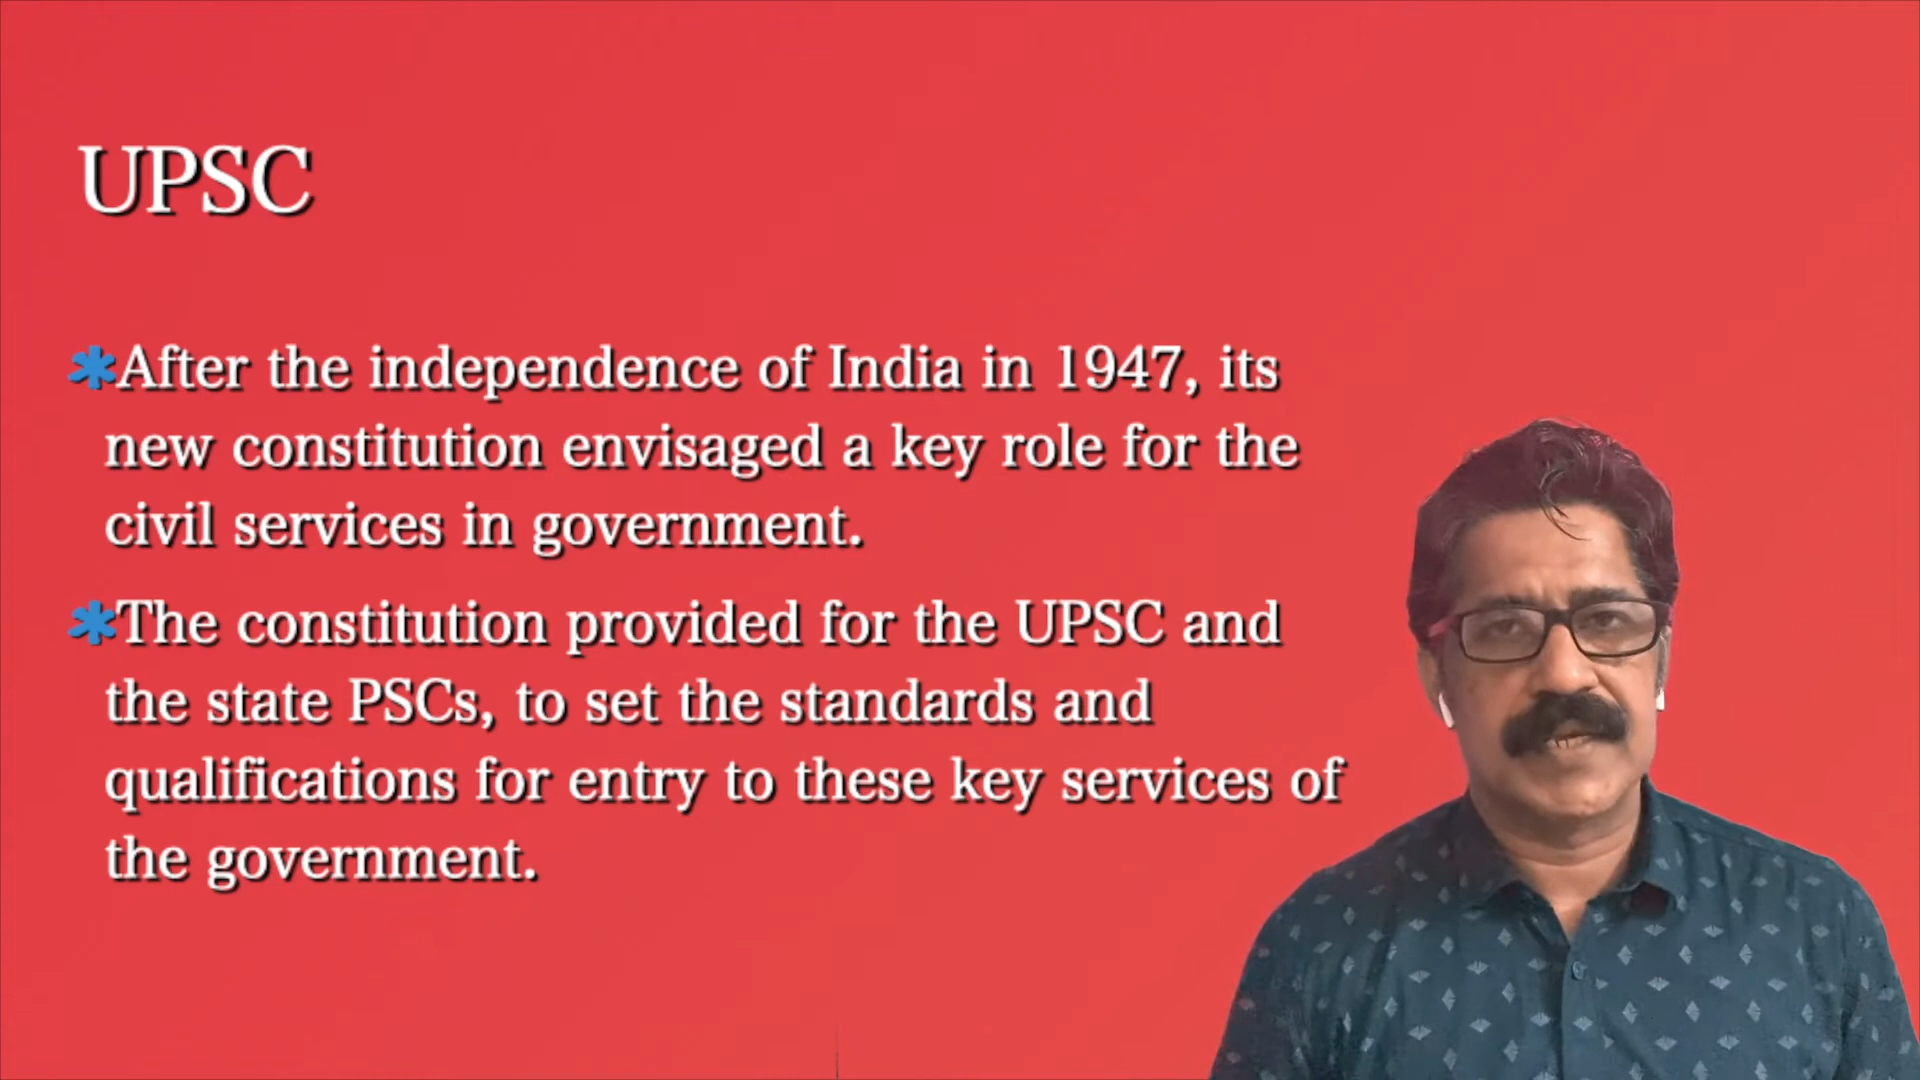 UPSC
*After the independence of India in 1947, its
new constitution envisaged a key role for the
civil services in government.
*The constitution provided for the UPSC and
the state PSCs, to set the standards and
qualifications for entry to these key services of
the government.